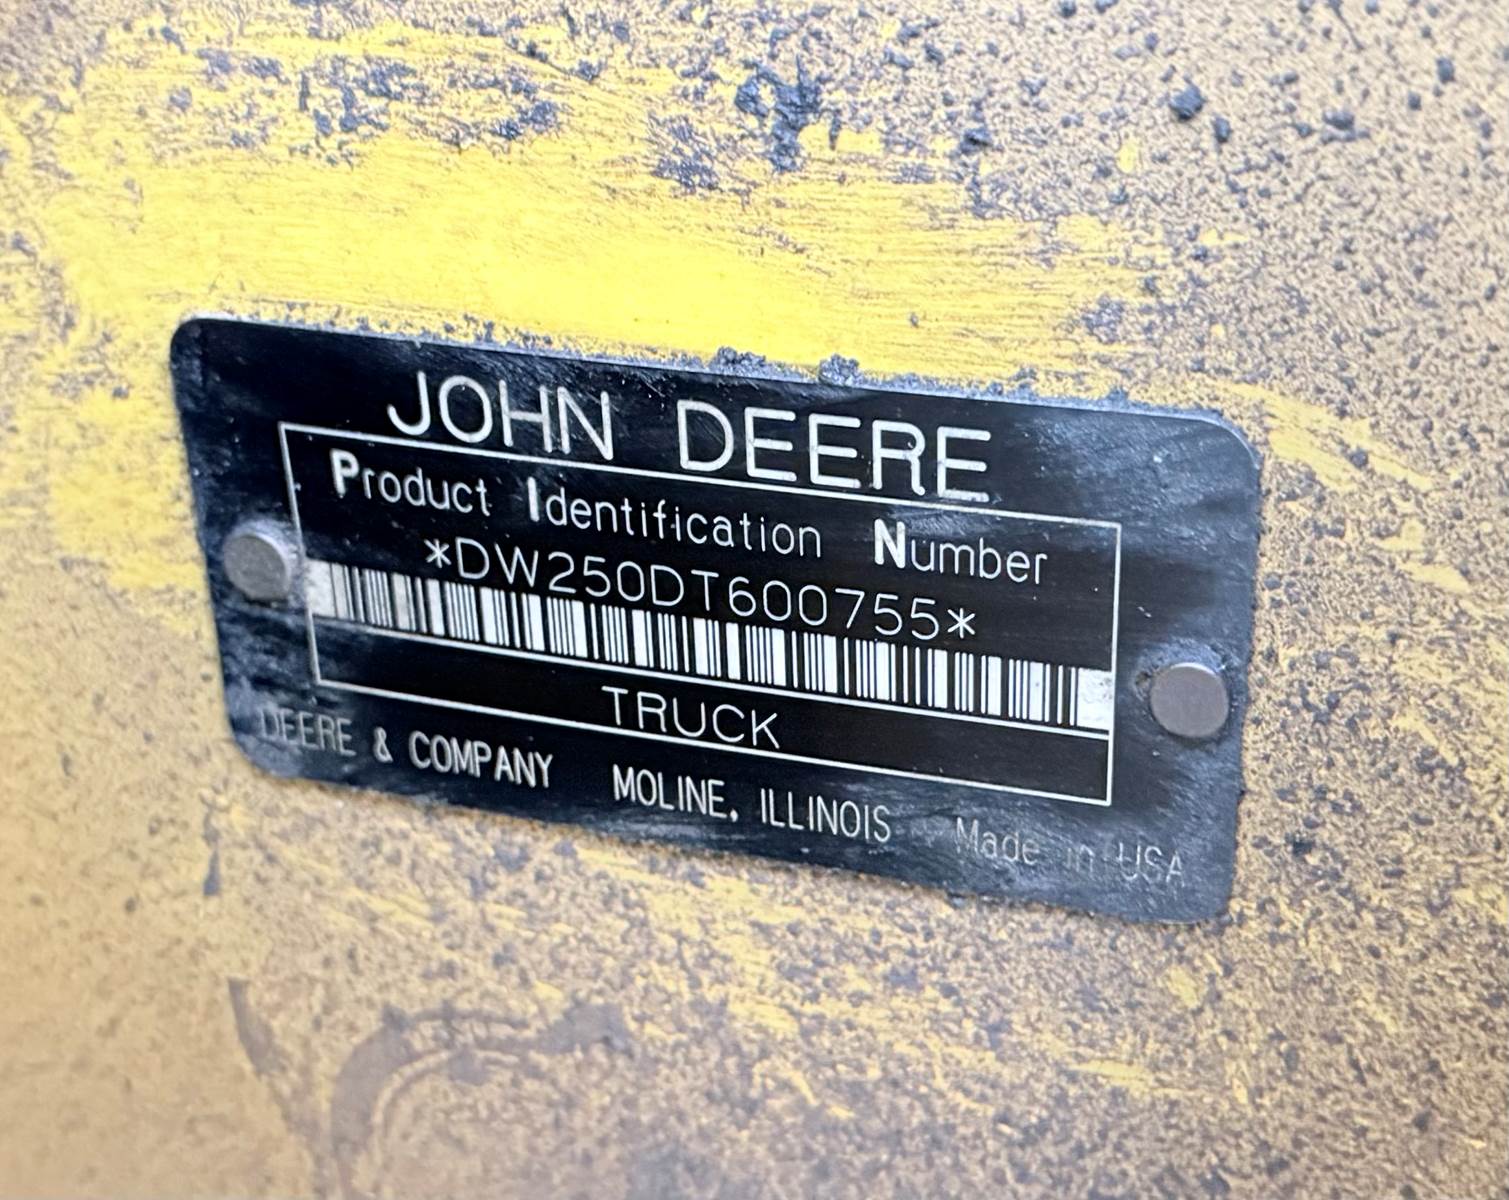 JOHN DEERE
Product Identification Number
*DW250DT600755*
TRUCK
DEERE & COMPANY MOLINE, ILLINOIS Made in USA